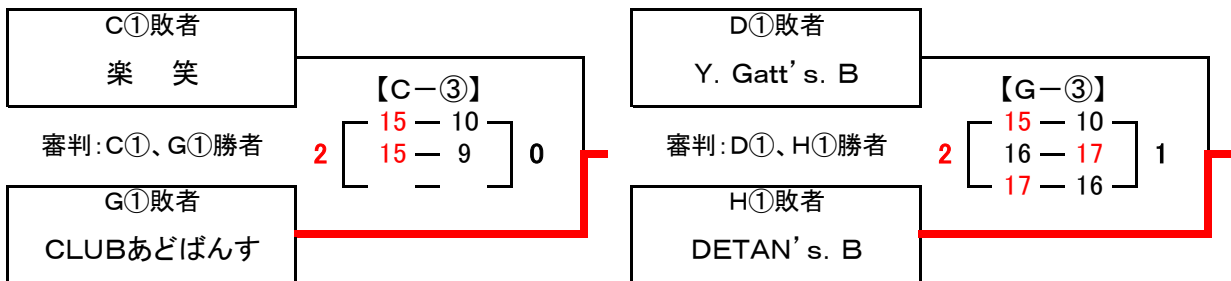 C①敗者
楽　笑
【C－③】
15 － 10
審判:C①、G①勝者
2
15 － 9
0
－
G①敗者
CLUBあどばんす
D①敗者
Y. Gatt's. B
【G－③】
15 － 10
審判:D①、H①勝者
2
16 － 17
1
17 － 16
H①敗者
DETAN's. B